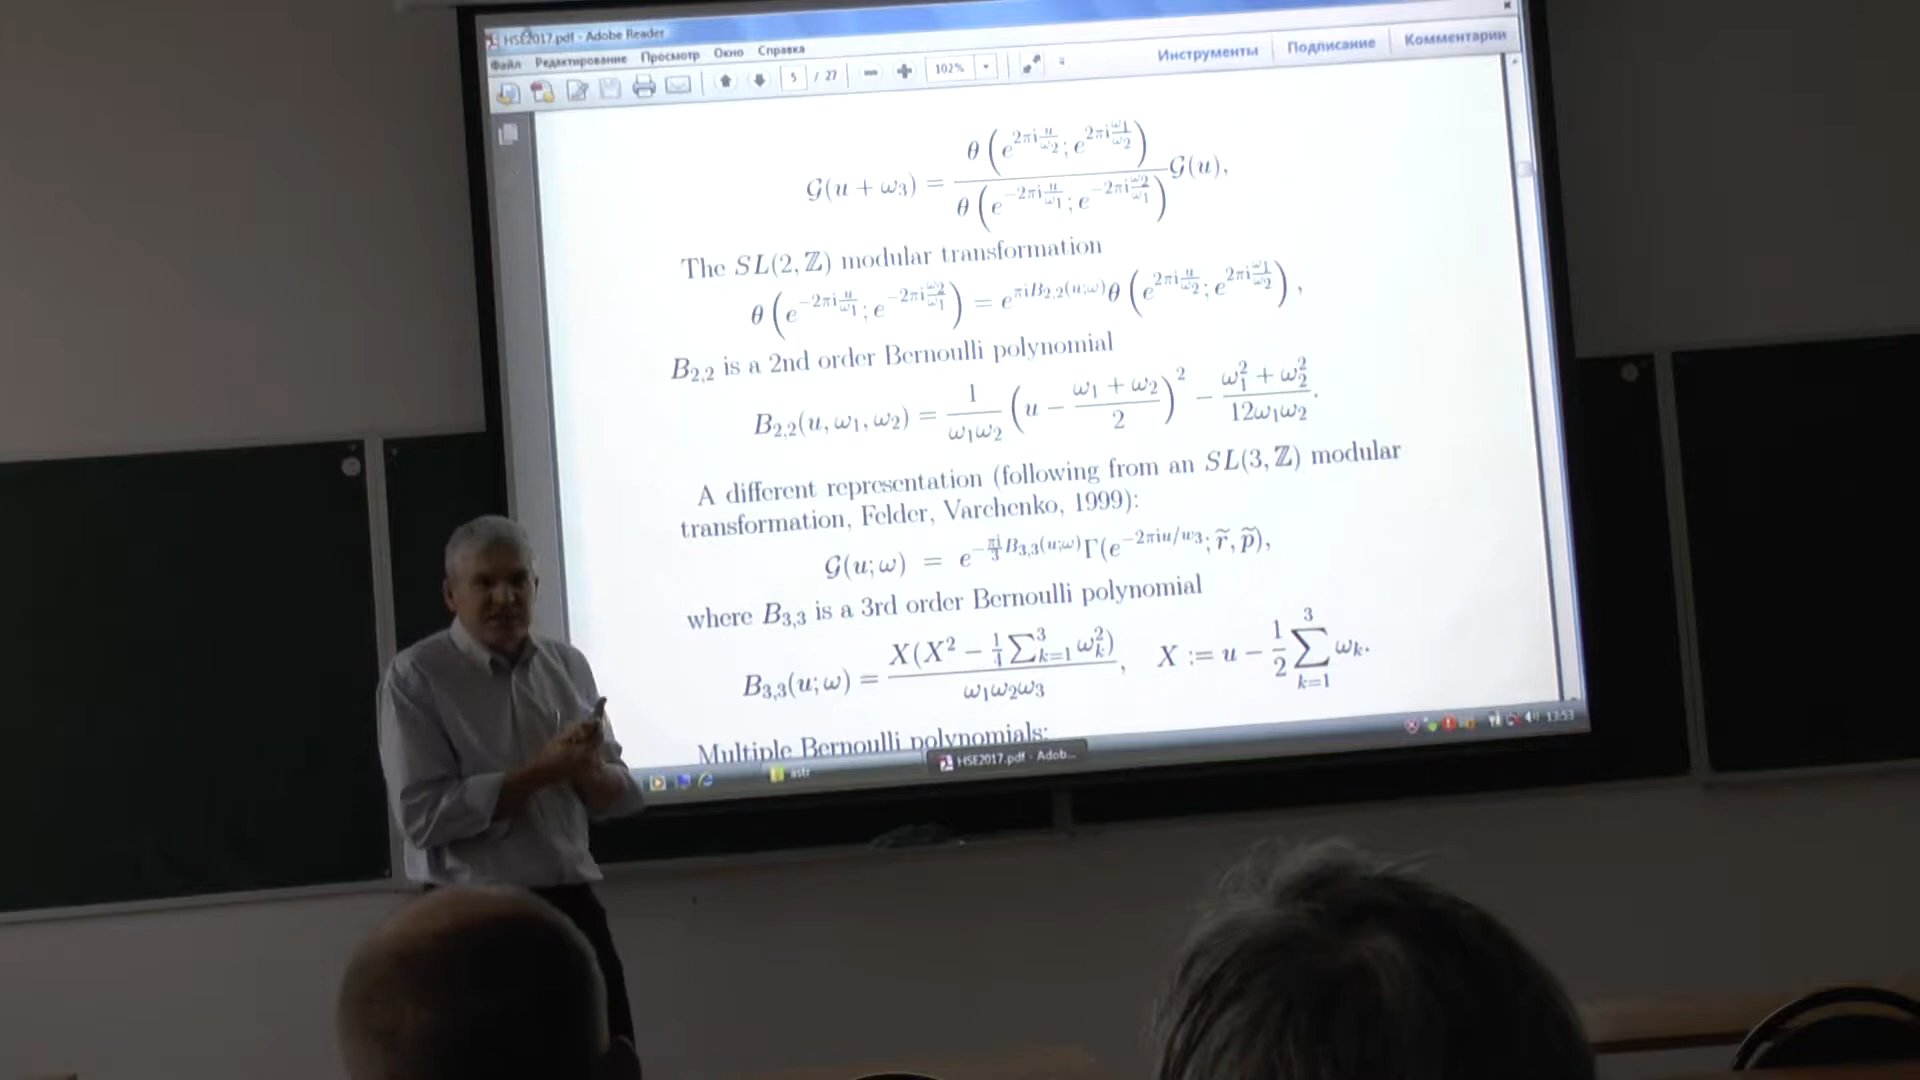 HSE2017.pdf - Adobe Reader
Файл Редактирование Просмотр Окно Справка
5 / 27 102% Инструменты Подписание Комментарии
𝒢(u + ω₃) = θ(e^{2πi u/ω₂}; e^{2πi ω₁/ω₂}) / θ(e^{-2πi u/ω₁}; e^{-2πi ω₂/ω₁}) 𝒢(u),
The SL(2,ℤ) modular transformation
θ(e^{-2πi u/ω₁}; e^{-2πi ω₂/ω₁}) = e^{πiB_{2,2}(u;ω)} θ(e^{2πi u/ω₂}; e^{2πi ω₁/ω₂}),
B_{2,2} is a 2nd order Bernoulli polynomial
B_{2,2}(u, ω₁, ω₂) = 1/(ω₁ω₂) (u − (ω₁ + ω₂)/2)² − (ω₁² + ω₂²)/(12ω₁ω₂).
A different representation (following from an SL(3,ℤ) modular
transformation, Felder, Varchenko, 1999):
𝒢(u; ω) = e^{-πi/3 B_{3,3}(u;ω)} Γ(e^{-2πiu/w₃}; r̃, p̃),
where B_{3,3} is a 3rd order Bernoulli polynomial
B_{3,3}(u; ω) = X(X² − 1/4 ∑_{k=1}^{3} ω_k²) / (ω₁ω₂ω₃), X := u − 1/2 ∑_{k=1}^{3} ω_k.
Multiple Bernoulli polynomials:
astr HSE2017.pdf - Adob... 13:53